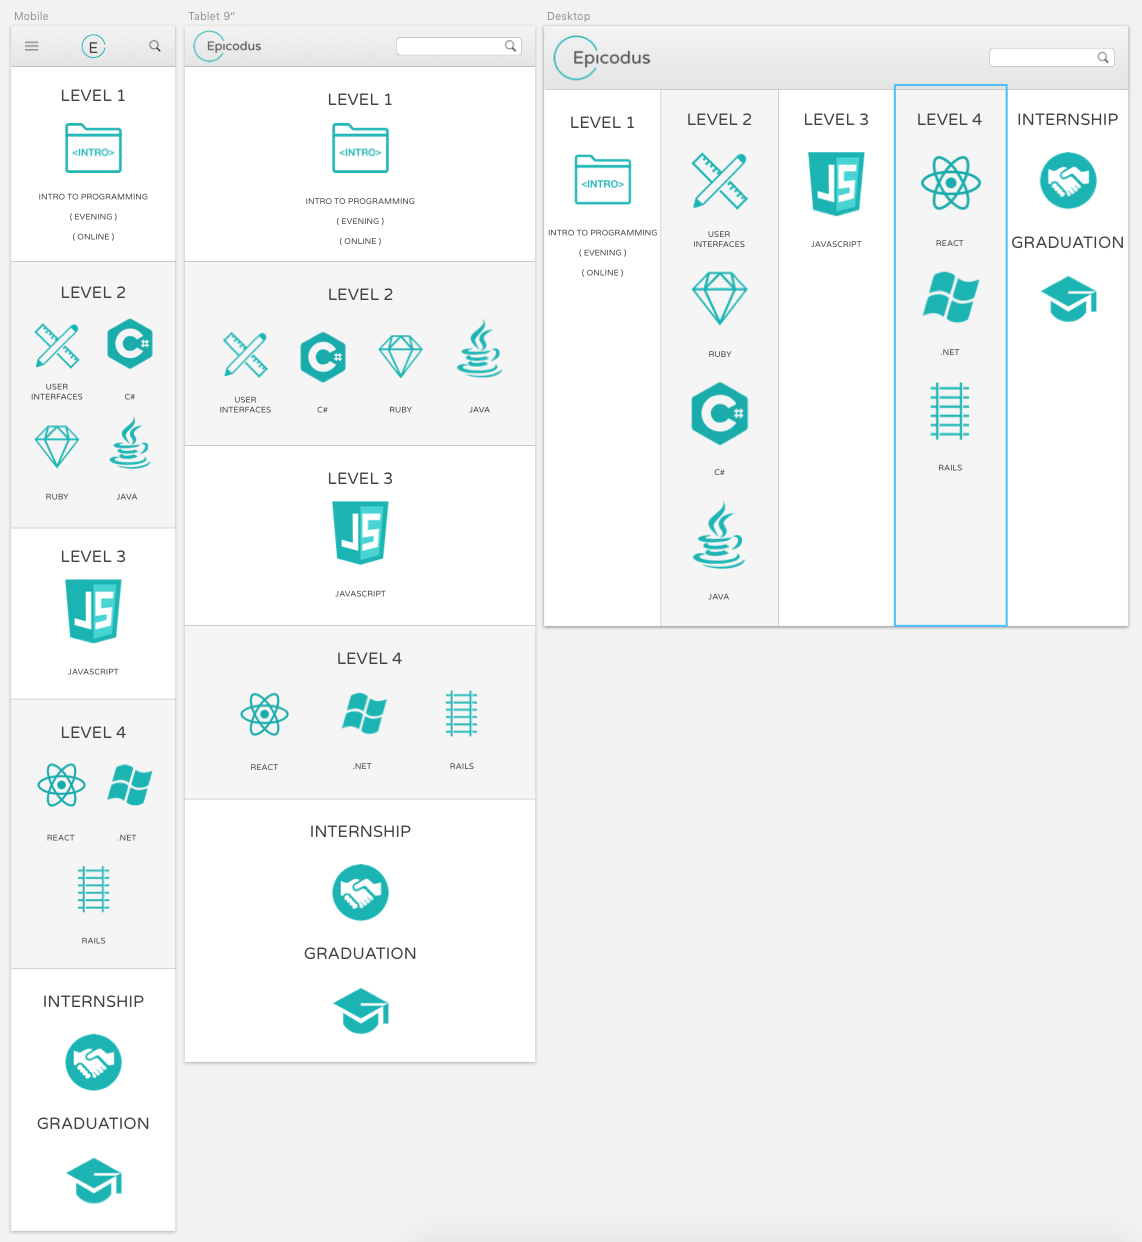 Mobile
E
LEVEL 1
<INTRO>
INTRO TO PROGRAMMING
( EVENING )
( ONLINE )
LEVEL 2
USER
INTERFACES
C#
C#
RUBY
JAVA
LEVEL 3
JS
JAVASCRIPT
LEVEL 4
REACT
.NET
RAILS
INTERNSHIP
GRADUATION
Tablet 9"
Epicodus
LEVEL 1
<INTRO>
INTRO TO PROGRAMMING
( EVENING )
( ONLINE )
LEVEL 2
C#
USER
INTERFACES
C#
RUBY
JAVA
LEVEL 3
JS
JAVASCRIPT
LEVEL 4
REACT
.NET
RAILS
INTERNSHIP
GRADUATION
Desktop
Epicodus
LEVEL 1
<INTRO>
INTRO TO PROGRAMMING
( EVENING )
( ONLINE )
LEVEL 2
USER
INTERFACES
RUBY
C#
C#
JAVA
LEVEL 3
JS
JAVASCRIPT
LEVEL 4
REACT
.NET
RAILS
INTERNSHIP
GRADUATION